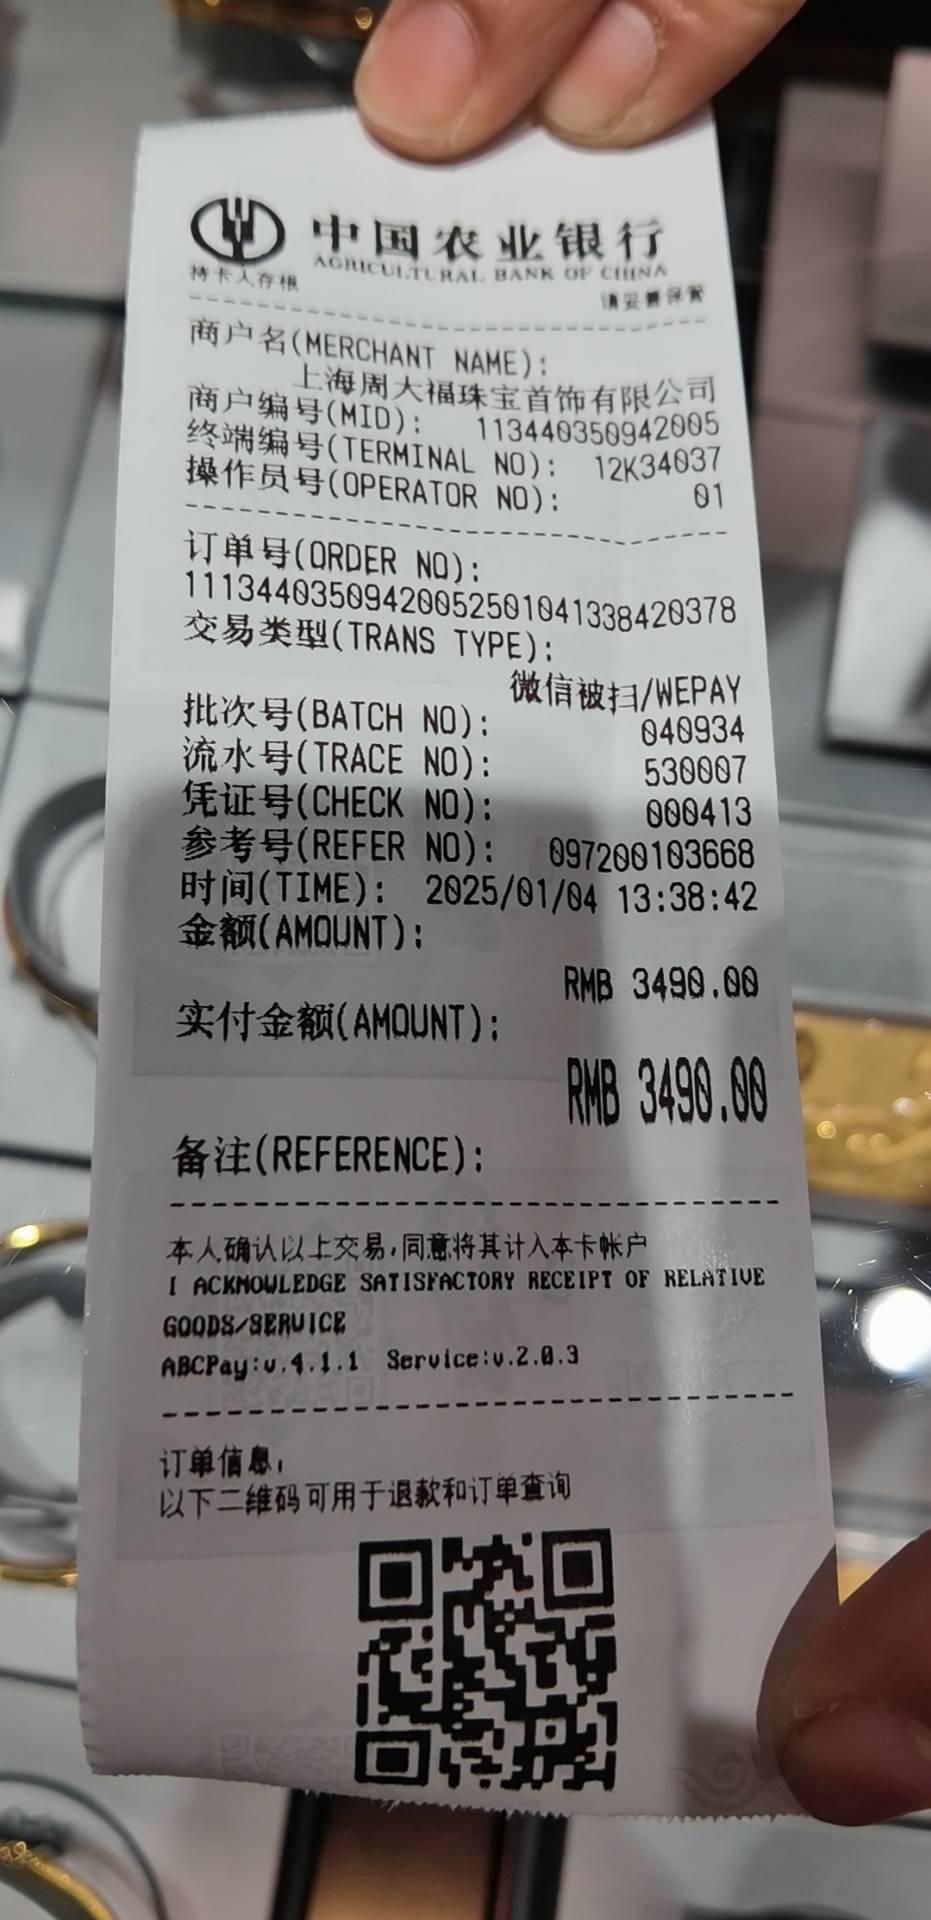 中国农业银行
AGRICULTURAL BANK OF CHINA
持卡人存根 请妥善保管
商户名(MERCHANT NAME):
上海周大福珠宝首饰有限公司
商户编号(MID): 113440350942005
终端编号(TERMINAL NO): 12K34037
操作员号(OPERATOR NO): 01
订单号(ORDER NO):
11134403509420052501041338420378
交易类型(TRANS TYPE):
微信被扫/WEPAY
批次号(BATCH NO): 040934
流水号(TRACE NO): 530007
凭证号(CHECK NO): 000413
参考号(REFER NO): 097200103668
时间(TIME): 2025/01/04 13:38:42
金额(AMOUNT):
RMB 3490.00
实付金额(AMOUNT):
RMB 3490.00
备注(REFERENCE):
本人确认以上交易,同意将其计入本卡帐户
I ACKNOWLEDGE SATISFACTORY RECEIPT OF RELATIVE
GOODS/SERVICE
ABCPay:v.4.1.1 Service:v.2.0.3
订单信息,
以下二维码可用于退款和订单查询